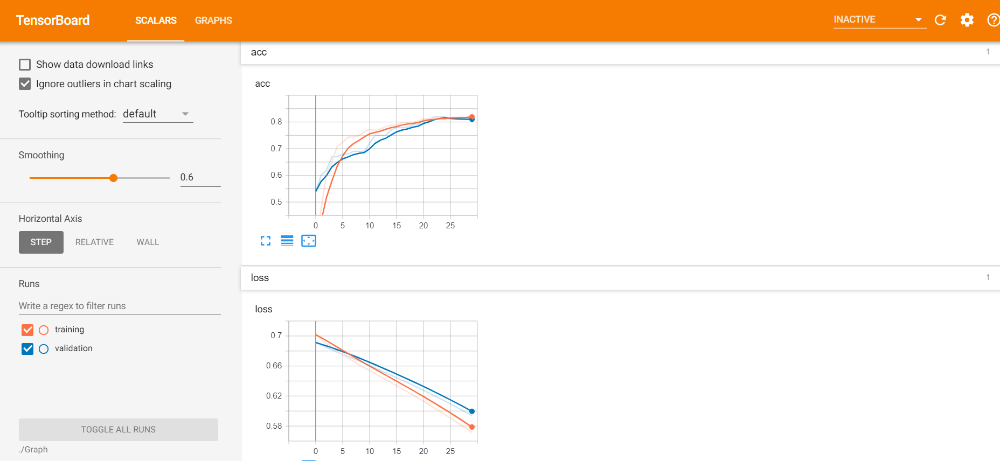 TensorBoard SCALARS GRAPHS INACTIVE
Show data download links
Ignore outliers in chart scaling
Tooltip sorting method: default
Smoothing
0.6
Horizontal Axis
STEP RELATIVE WALL
Runs
Write a regex to filter runs
training
validation
TOGGLE ALL RUNS
./Graph
acc 1
acc
0.8
0.7
0.6
0.5
0 5 10 15 20 25
loss 1
loss
0.7
0.66
0.62
0.58
0 5 10 15 20 25